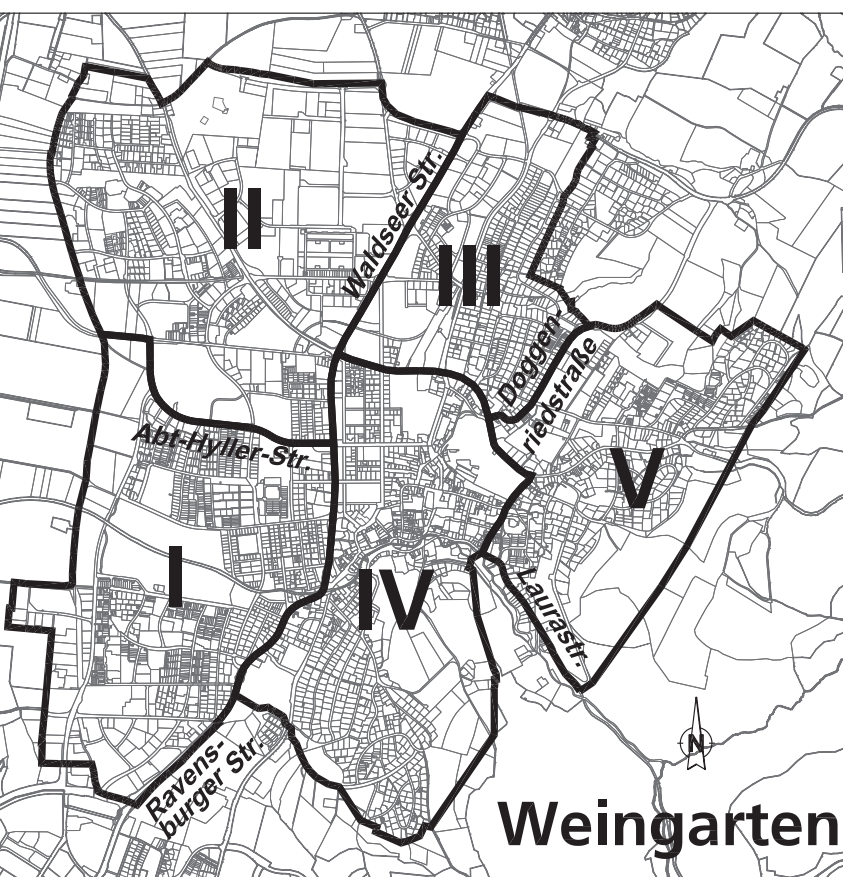 II
Waldseer Str.
III
Doggen-
riedstraße
Abt-Hyller-Str.
V
I
IV
Laurastr.
N
Ravens-
burger Str.
Weingarten